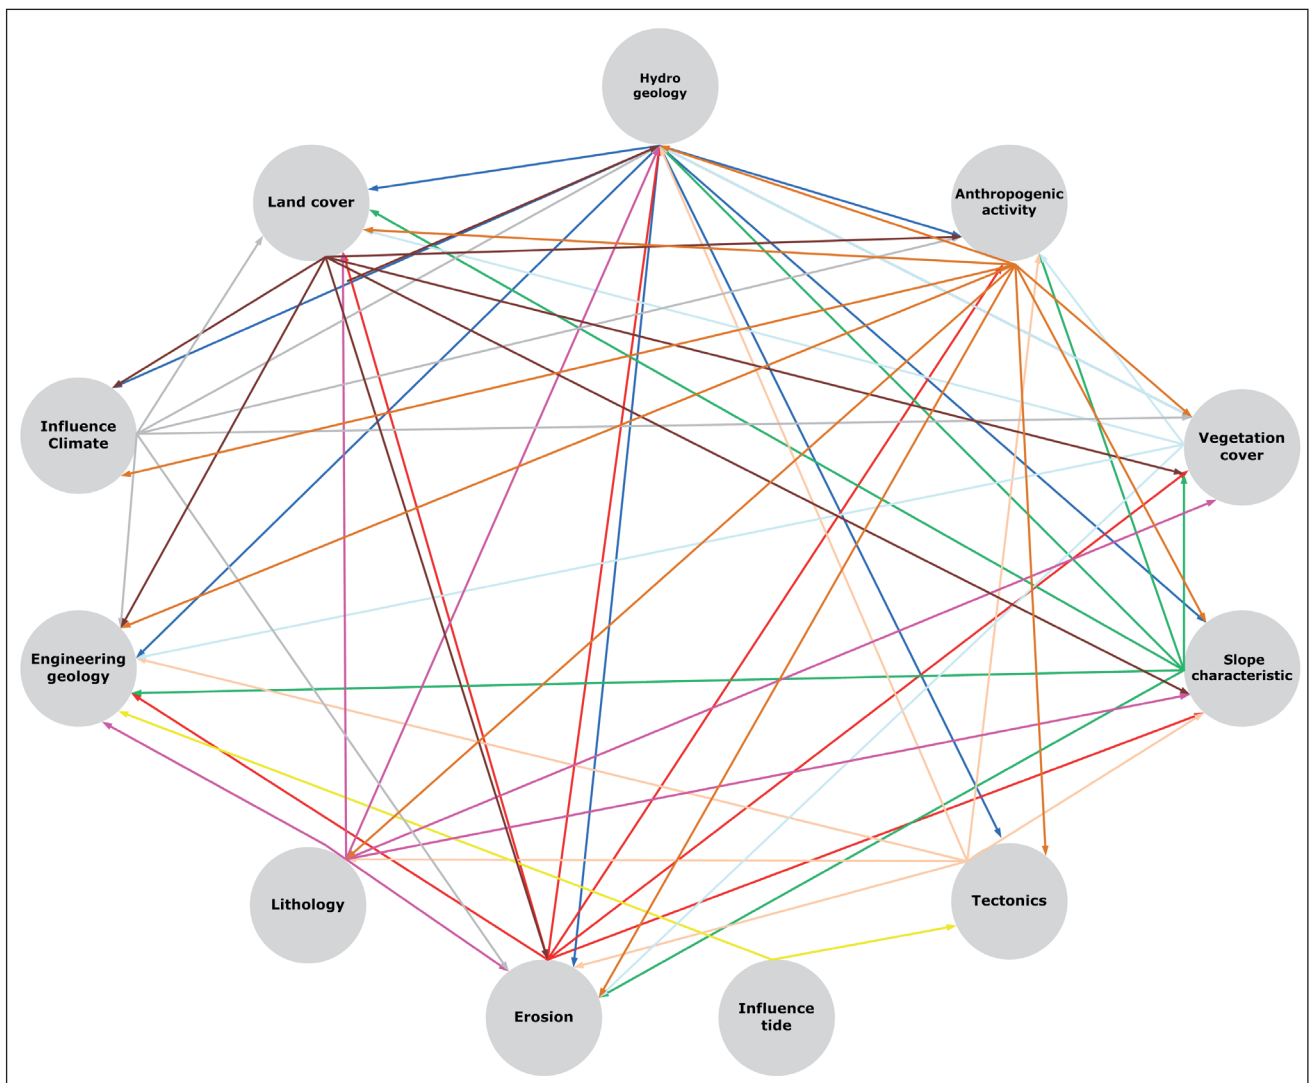 Hydro
geology
Land cover
Anthropogenic
activity
Influence
Climate
Vegetation
cover
Engineering
geology
Slope
characteristic
Lithology
Tectonics
Erosion
Influence
tide